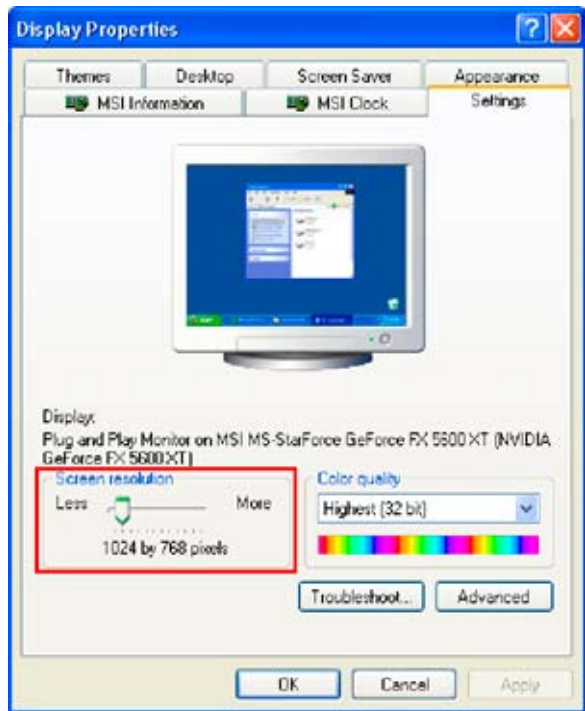 Display Properties
Themes
Desktop
Screen Saver
Appearance
MSI Information
MSI Clock
Settings
Display:
Plug and Play Monitor on MSI MS-StarForce GeForce FX 5600 XT (NVIDIA
GeForce FX 5600 XT)
Screen resolution
Less
More
1024 by 768 pixels
Color quality
Highest (32 bit)
Troubleshoot...
Advanced
OK
Cancel
Apply